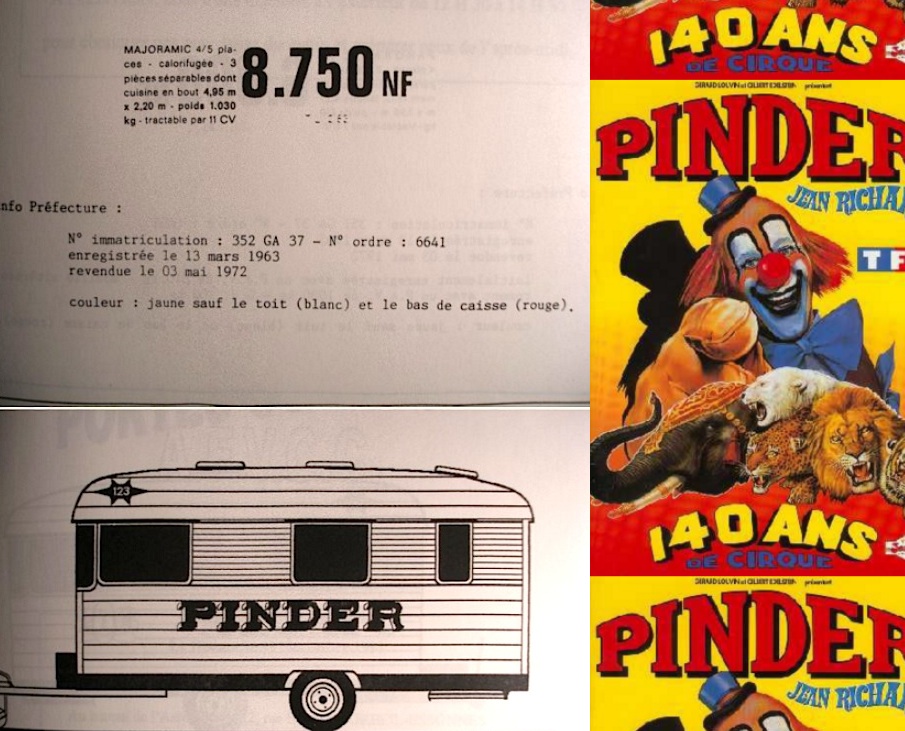 MAJORAMIC 4/5 pla-
ces - calorifugée - 3
pièces séparables dont
cuisine en bout 4,95 m
x 2,20 m - poids 1.030
kg - tractable par 11 CV
8.750 NF
nfo Préfecture :
N° immatriculation : 352 GA 37 - N° ordre : 6641
enregistrée le 13 mars 1963
revendue le 03 mai 1972
couleur : jaune sauf le toit (blanc) et le bas de caisse (rouge).
123
PINDER
140 ANS
DE CIRQUE
présentent
PINDER
JEAN RICHA
TF
140 ANS
DE CIRQUE
présentent
PINDER
JEAN RICHA